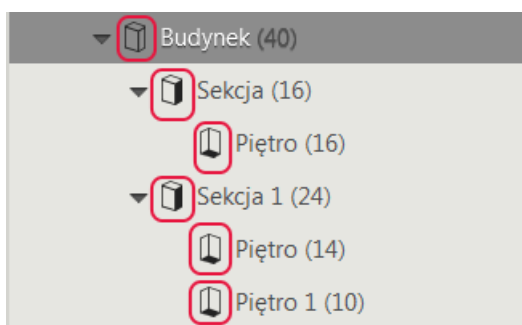 Budynek (40)
Sekcja (16)
Piętro (16)
Sekcja 1 (24)
Piętro (14)
Piętro 1 (10)